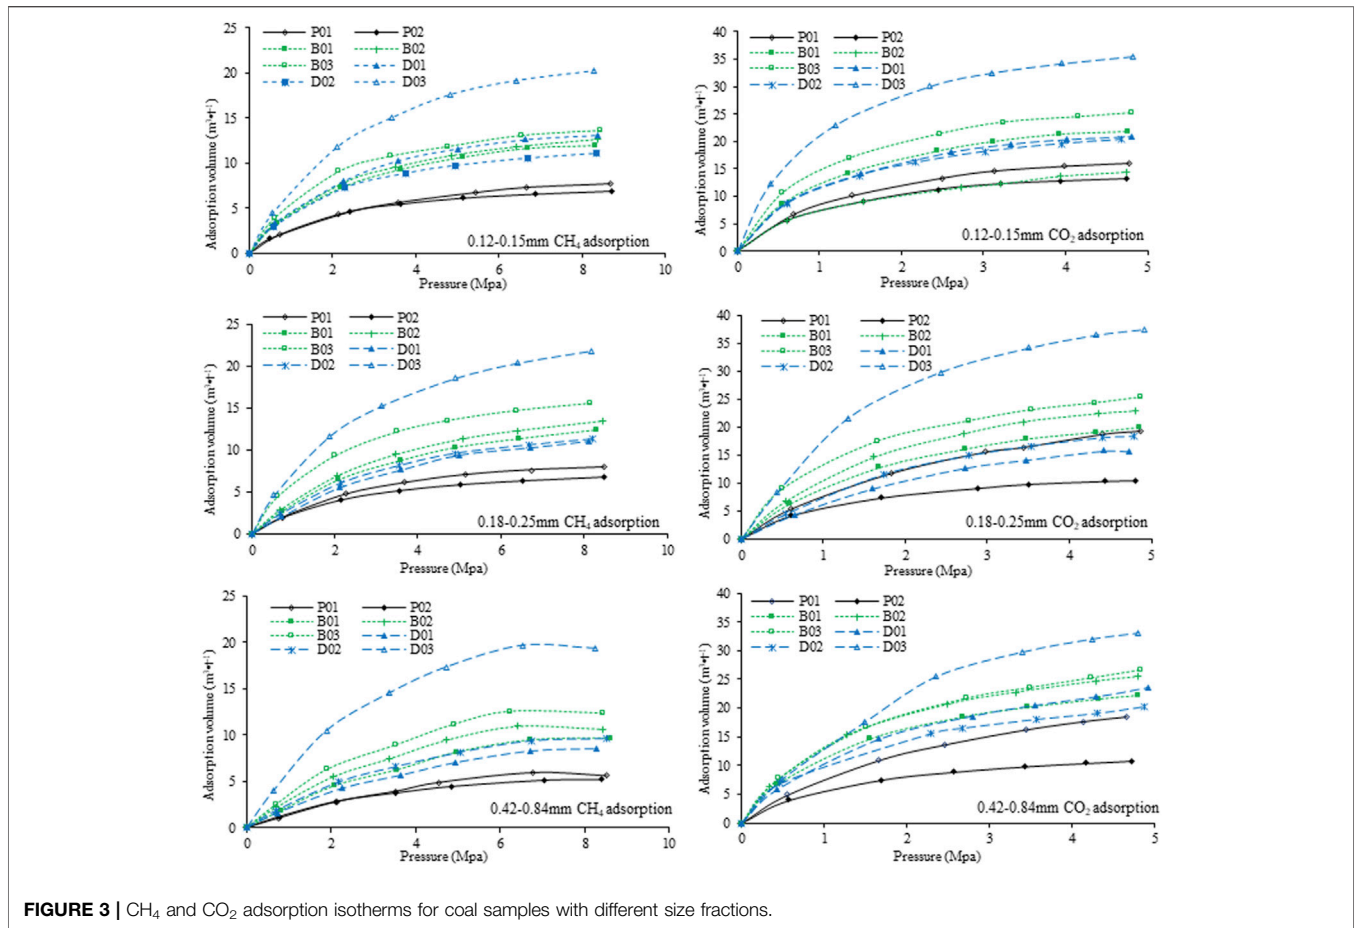 25
20
15
10
5
0
Adsorption volume (m³•t⁻¹)
P01 P02
B01 B02
B03 D01
D02 D03
0.12-0.15mm CH₄ adsorption
0 2 4 6 8 10
Pressure (Mpa)
40
35
30
25
20
15
10
5
0
Adsorption volume (m³•t⁻¹)
P01 P02
B01 B02
B03 D01
D02 D03
0.12-0.15mm CO₂ adsorption
0 1 2 3 4 5
Pressure (Mpa)
25
20
15
10
5
0
Adsorption volume (m³•t⁻¹)
P01 P02
B01 B02
B03 D01
D02 D03
0.18-0.25mm CH₄ adsorption
0 2 4 6 8 10
Pressure (Mpa)
40
35
30
25
20
15
10
5
0
Adsorption volume (m³•t⁻¹)
P01 P02
B01 B02
B03 D01
D02 D03
0.18-0.25mm CO₂ adsorption
0 1 2 3 4 5
Pressure (Mpa)
25
20
15
10
5
0
Adsorption volume (m³•t⁻¹)
P01 P02
B01 B02
B03 D01
D02 D03
0.42-0.84mm CH₄ adsorption
0 2 4 6 8 10
Pressure (Mpa)
40
35
30
25
20
15
10
5
0
Adsorption volume (m³•t⁻¹)
P01 P02
B01 B02
B03 D01
D02 D03
0.42-0.84mm CO₂ adsorption
0 1 2 3 4 5
Pressure (Mpa)
FIGURE 3 | CH₄ and CO₂ adsorption isotherms for coal samples with different size fractions.